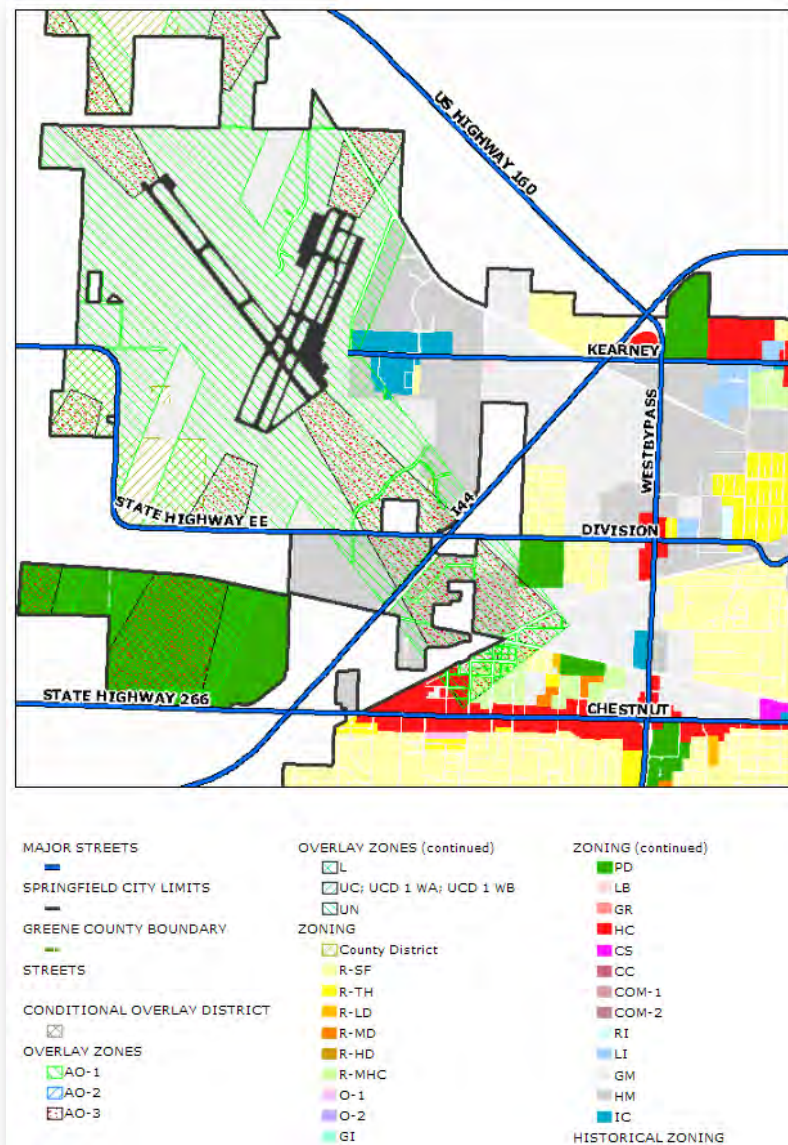 US HIGHWAY 160
KEARNEY
WESTBYPASS
I44
STATE HIGHWAY EE
DIVISION
STATE HIGHWAY 266
CHESTNUT
MAJOR STREETS
SPRINGFIELD CITY LIMITS
GREENE COUNTY BOUNDARY
STREETS
CONDITIONAL OVERLAY DISTRICT
OVERLAY ZONES
AO-1
AO-2
AO-3
OVERLAY ZONES (continued)
L
UC; UCD 1 WA; UCD 1 WB
UN
ZONING
County District
R-SF
R-TH
R-LD
R-MD
R-HD
R-MHC
O-1
O-2
GI
ZONING (continued)
PD
LB
GR
HC
CS
CC
COM-1
COM-2
RI
LI
GM
HM
IC
HISTORICAL ZONING